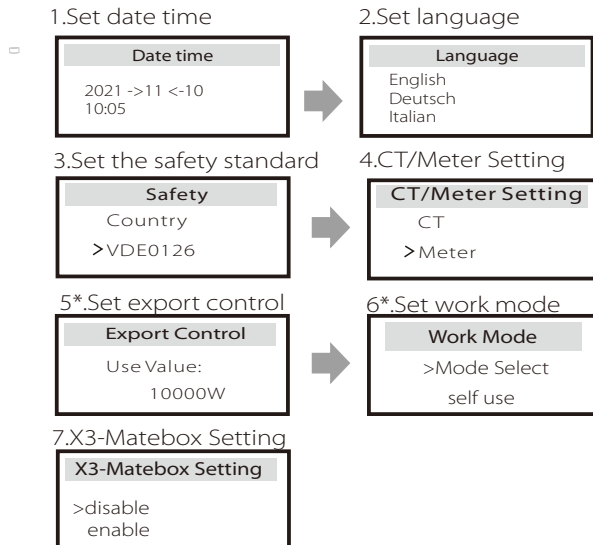 1.Set date time
Date time
2021 ->11 <-10
10:05
2.Set language
Language
English
Deutsch
Italian
3.Set the safety standard
Safety
Country
>VDE0126
4.CT/Meter Setting
CT/Meter Setting
CT
>Meter
5*.Set export control
Export Control
Use Value:
10000W
6*.Set work mode
Work Mode
>Mode Select
self use
7.X3-Matebox Setting
X3-Matebox Setting
>disable
enable